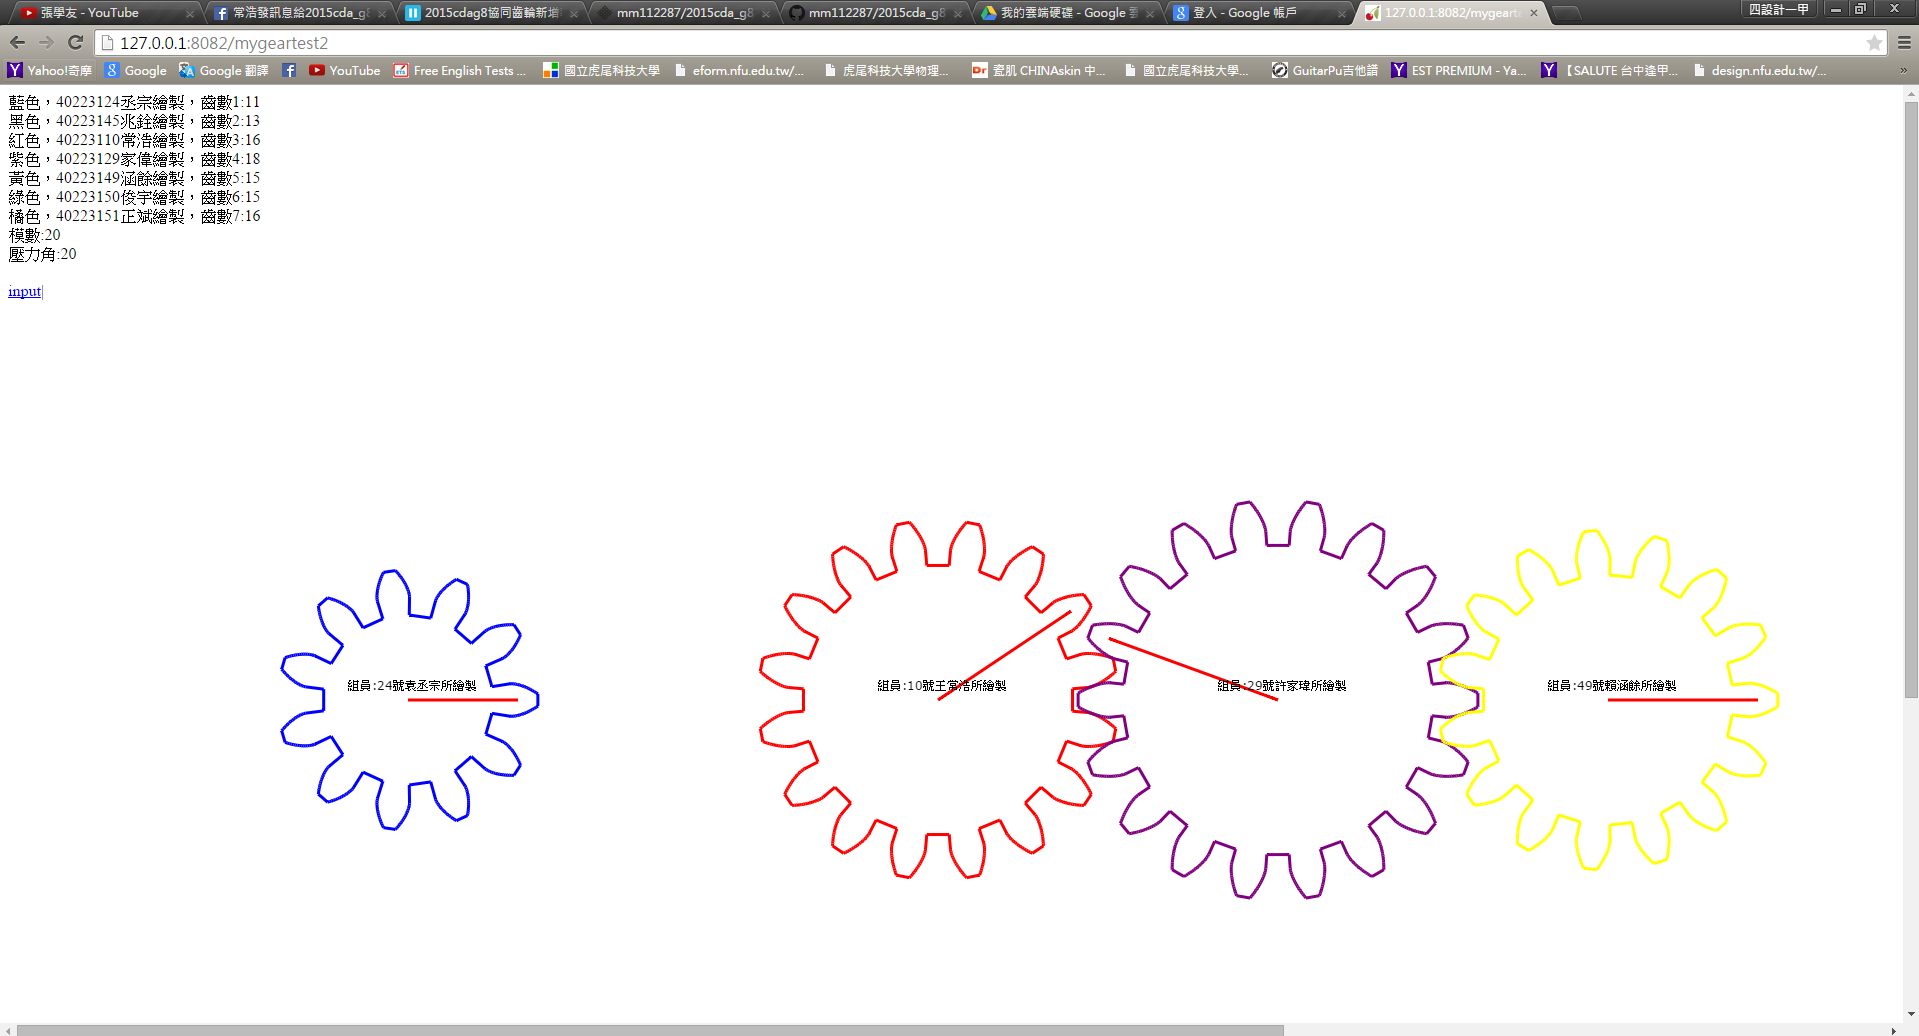 張學友 - YouTube
常浩發訊息給2015cda_g8
2015cdag8協同齒輪新增
mm112287/2015cda_g8
mm112287/2015cda_g8
我的雲端硬碟 - Google 雲
登入 - Google 帳戶
127.0.0.1:8082/mygeartest
四設計一甲
127.0.0.1:8082/mygeartest2
Yahoo!奇摩
Google
Google 翻譯
YouTube
Free English Tests ...
國立虎尾科技大學
eform.nfu.edu.tw/...
虎尾科技大學物理...
瓷肌 CHINAskin 中...
國立虎尾科技大學...
GuitarPu吉他譜
EST PREMIUM - Ya...
【SALUTE 台中逢甲...
design.nfu.edu.tw/...
»
藍色，40223124丞宗繪製，齒數1:11
黑色，40223145兆銓繪製，齒數2:13
紅色，40223110常浩繪製，齒數3:16
紫色，40223129家偉繪製，齒數4:18
黃色，40223149涵餘繪製，齒數5:15
綠色，40223150俊宇繪製，齒數6:15
橘色，40223151正斌繪製，齒數7:16
模數:20
壓力角:20
input
組員:24號袁丞宗所繪製
組員:10號王常浩所繪製
組員:29號許家瑋所繪製
組員:49號賴涵餘所繪製